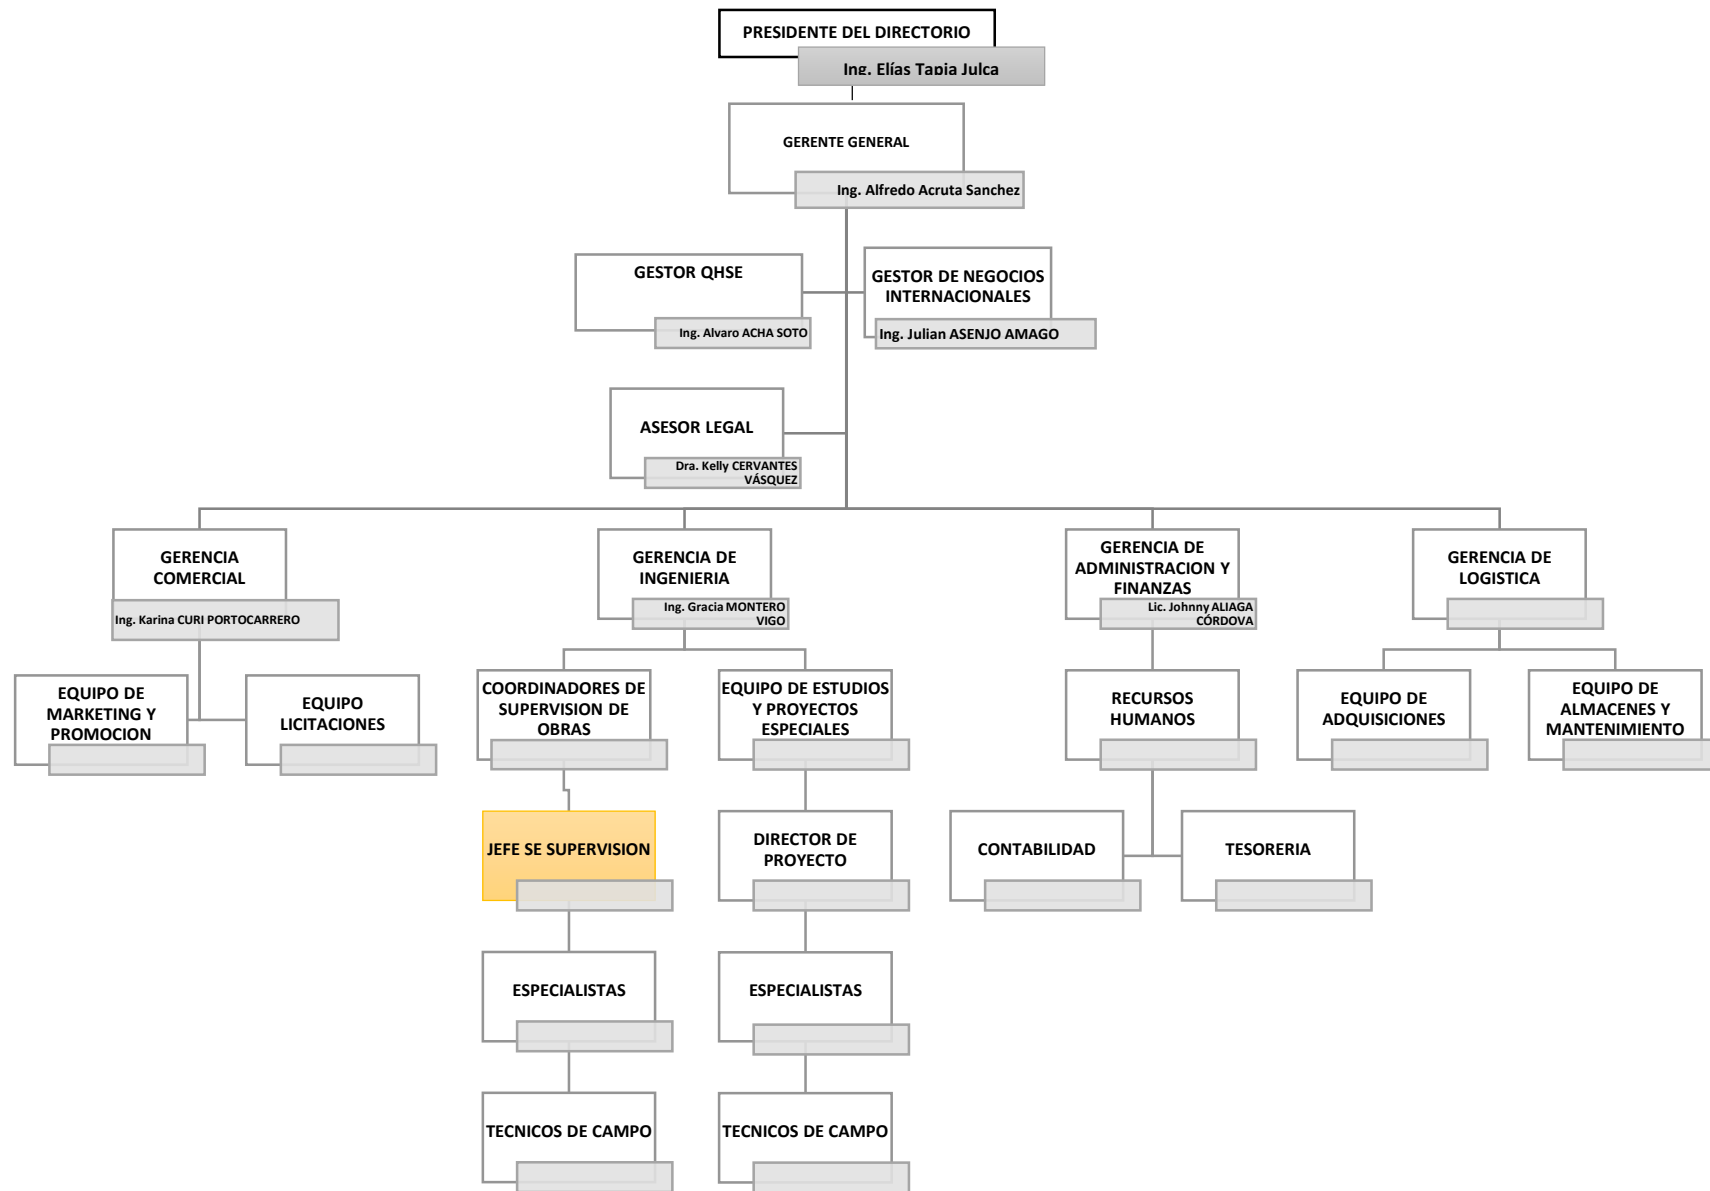 PRESIDENTE DEL DIRECTORIO
Ing. Elías Tapia Julca
GERENTE GENERAL
Ing. Alfredo Acruta Sanchez
GESTOR QHSE
Ing. Alvaro ACHA SOTO
GESTOR DE NEGOCIOS
INTERNACIONALES
Ing. Julian ASENJO AMAGO
ASESOR LEGAL
Dra. Kelly CERVANTES
VÁSQUEZ
GERENCIA
COMERCIAL
Ing. Karina CURI PORTOCARRERO
GERENCIA DE
INGENIERIA
Ing. Gracia MONTERO
VIGO
GERENCIA DE
ADMINISTRACION Y
FINANZAS
Lic. Johnny ALIAGA
CÓRDOVA
GERENCIA DE
LOGISTICA
EQUIPO DE
MARKETING Y
PROMOCION
EQUIPO
LICITACIONES
COORDINADORES DE
SUPERVISION DE
OBRAS
EQUIPO DE ESTUDIOS
Y PROYECTOS
ESPECIALES
RECURSOS
HUMANOS
EQUIPO DE
ADQUISICIONES
EQUIPO DE
ALMACENES Y
MANTENIMIENTO
JEFE SE SUPERVISION
DIRECTOR DE
PROYECTO
CONTABILIDAD
TESORERIA
ESPECIALISTAS
ESPECIALISTAS
TECNICOS DE CAMPO
TECNICOS DE CAMPO